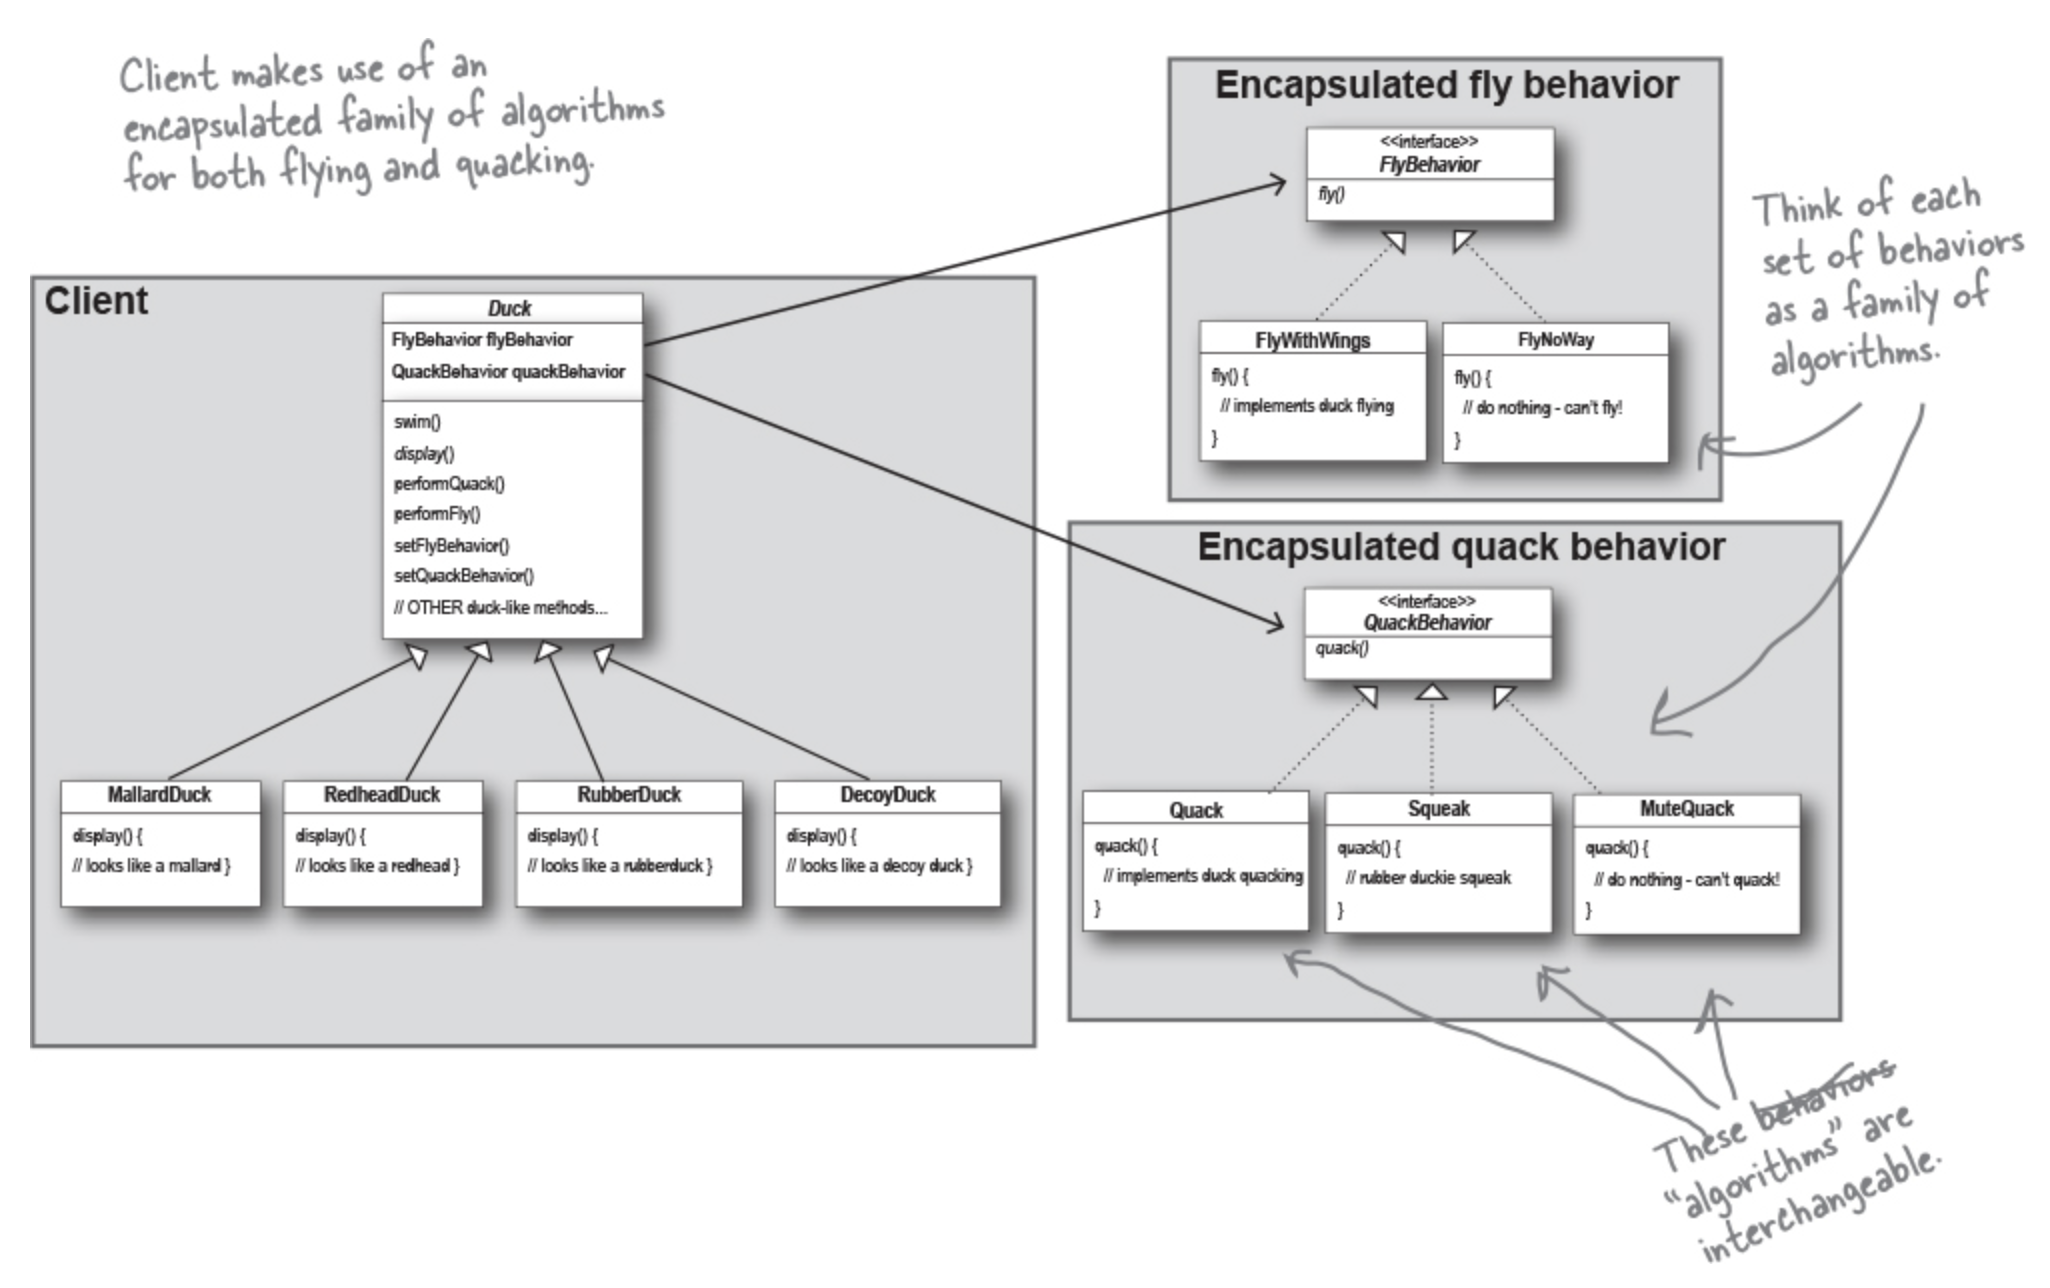 Client makes use of an
encapsulated family of algorithms
for both flying and quacking.
Client
Duck
FlyBehavior flyBehavior
QuackBehavior quackBehavior
swim()
display()
performQuack()
performFly()
setFlyBehavior()
setQuackBehavior()
// OTHER duck-like methods...
MallardDuck
display() {
// looks like a mallard }
RedheadDuck
display() {
// looks like a redhead }
RubberDuck
display() {
// looks like a rubberduck }
DecoyDuck
display() {
// looks like a decoy duck }
Encapsulated fly behavior
<<interface>>
FlyBehavior
fly()
FlyWithWings
fly() {
// implements duck flying
}
FlyNoWay
fly() {
// do nothing - can't fly!
}
Think of each
set of behaviors
as a family of
algorithms.
Encapsulated quack behavior
<<interface>>
QuackBehavior
quack()
Quack
quack() {
// implements duck quacking
}
Squeak
quack() {
// rubber duckie squeak
}
MuteQuack
quack() {
// do nothing - can't quack!
}
These behaviors
“algorithms” are
interchangeable.